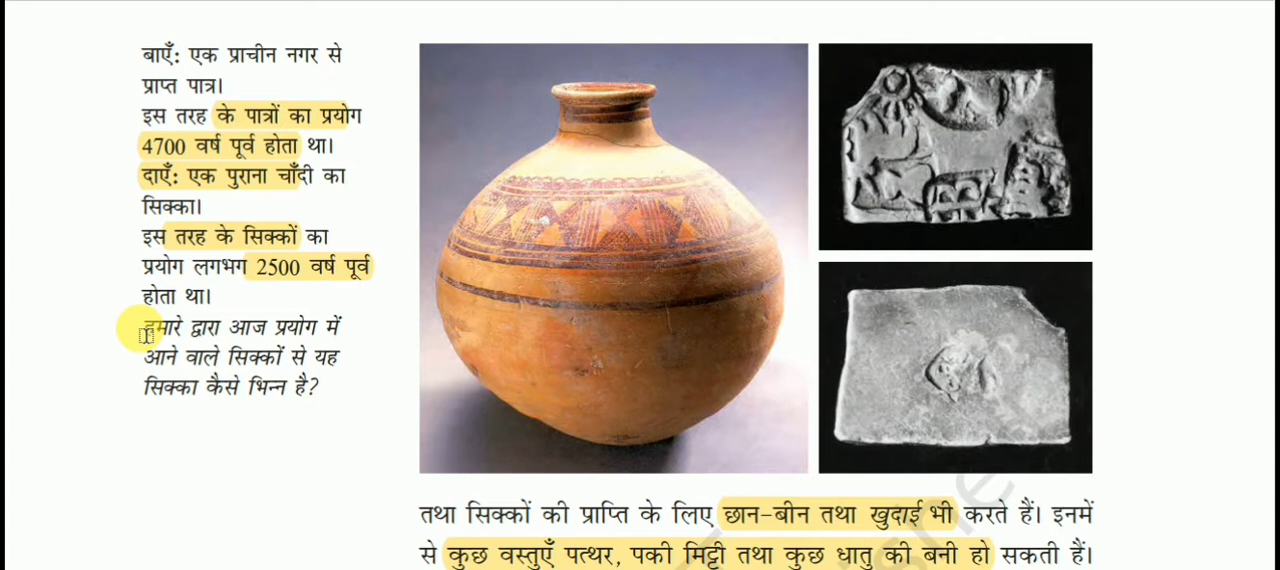 बाएँ: एक प्राचीन नगर से
प्राप्त पात्र।
इस तरह के पात्रों का प्रयोग
4700 वर्ष पूर्व होता था।
दाएँ: एक पुराना चाँदी का
सिक्का।
इस तरह के सिक्कों का
प्रयोग लगभग 2500 वर्ष पूर्व
होता था।
हमारे द्वारा आज प्रयोग में
आने वाले सिक्कों से यह
सिक्का कैसे भिन्न है?
तथा सिक्कों की प्राप्ति के लिए छान-बीन तथा खुदाई भी करते हैं। इनमें
से कुछ वस्तुएँ पत्थर, पकी मिट्टी तथा कुछ धातु की बनी हो सकती हैं।